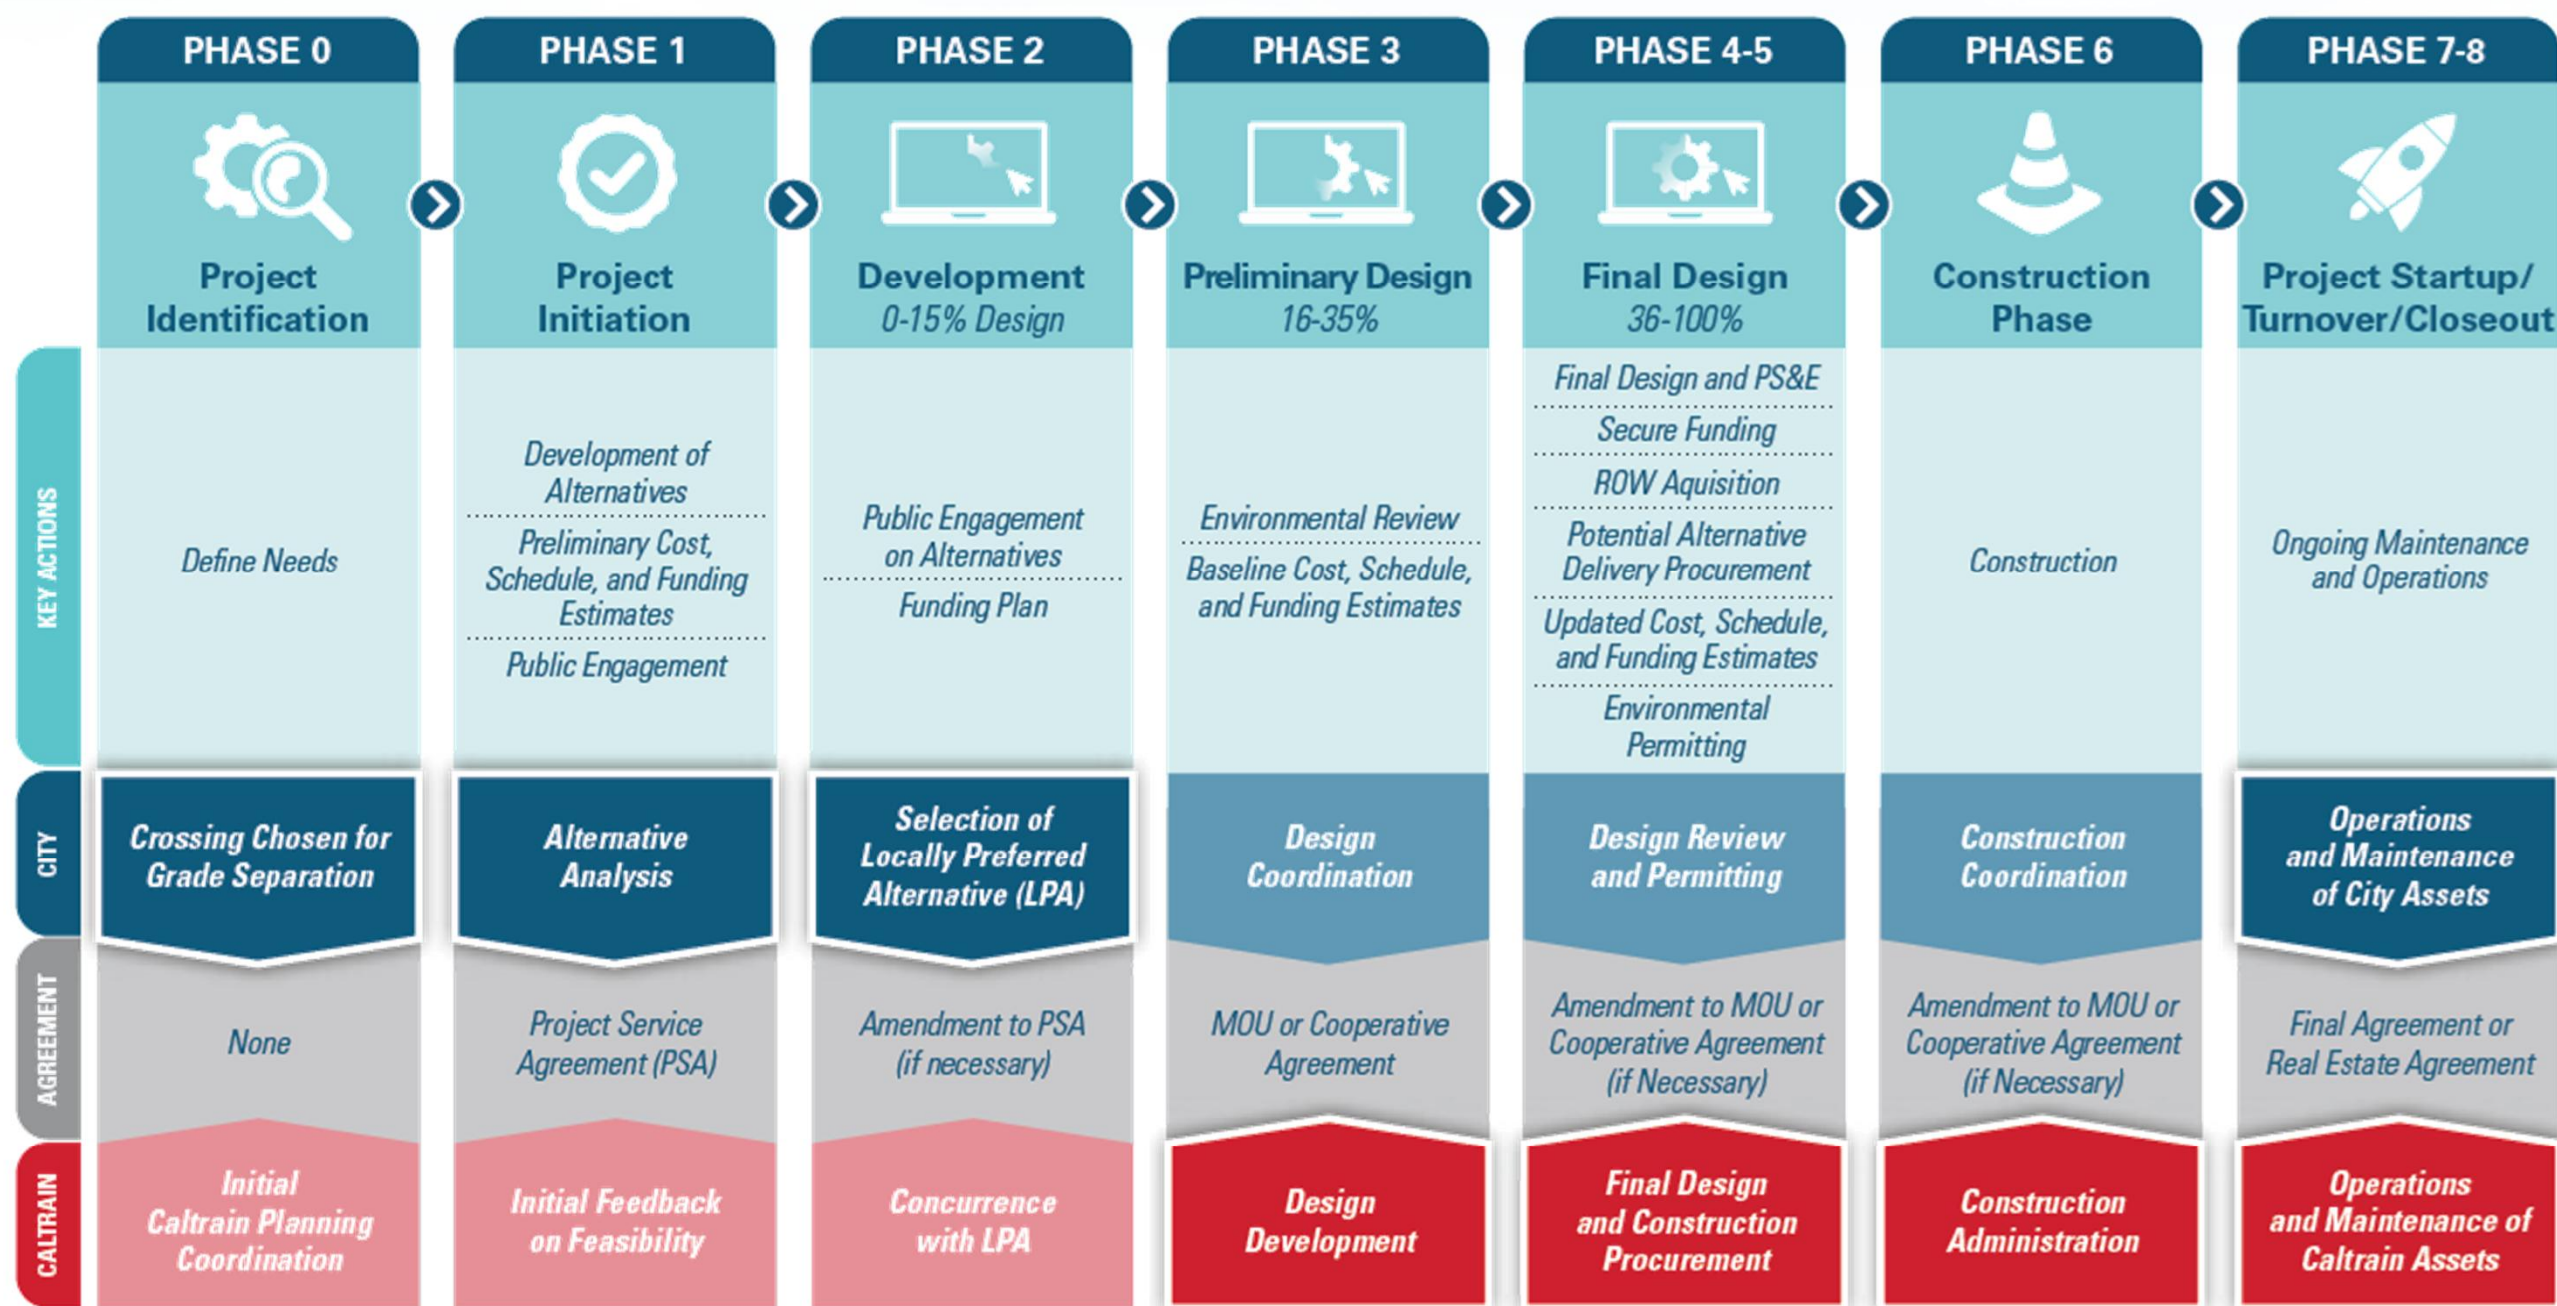 PHASE 0
PHASE 1
PHASE 2
PHASE 3
PHASE 4-5
PHASE 6
PHASE 7-8
Project
Identification
Project
Initiation
Development
0-15% Design
Preliminary Design
16-35%
Final Design
36-100%
Construction
Phase
Project Startup/
Turnover/Closeout
KEY ACTIONS
Define Needs
Development of
Alternatives
Preliminary Cost,
Schedule, and Funding
Estimates
Public Engagement
Public Engagement
on Alternatives
Funding Plan
Environmental Review
Baseline Cost, Schedule,
and Funding Estimates
Final Design and PS&E
Secure Funding
ROW Aquisition
Potential Alternative
Delivery Procurement
Updated Cost, Schedule,
and Funding Estimates
Environmental
Permitting
Construction
Ongoing Maintenance
and Operations
CITY
Crossing Chosen for
Grade Separation
Alternative
Analysis
Selection of
Locally Preferred
Alternative (LPA)
Design
Coordination
Design Review
and Permitting
Construction
Coordination
Operations
and Maintenance
of City Assets
AGREEMENT
None
Project Service
Agreement (PSA)
Amendment to PSA
(if necessary)
MOU or Cooperative
Agreement
Amendment to MOU or
Cooperative Agreement
(if Necessary)
Amendment to MOU or
Cooperative Agreement
(if Necessary)
Final Agreement or
Real Estate Agreement
CALTRAIN
Initial
Caltrain Planning
Coordination
Initial Feedback
on Feasibility
Concurrence
with LPA
Design
Development
Final Design
and Construction
Procurement
Construction
Administration
Operations
and Maintenance of
Caltrain Assets